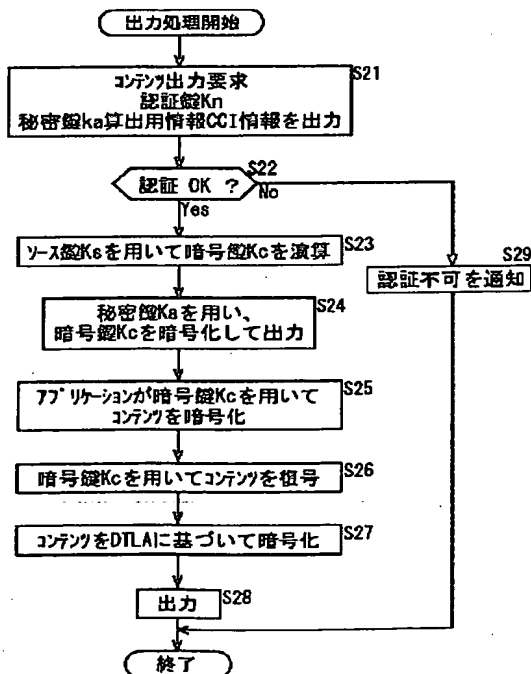 出力処理開始
S21
コンテンツ出力要求
認証鍵Kn
秘密鍵ka算出用情報CCI情報を出力
S22
認証 OK ?
No
Yes
S23
ソース鍵Ksを用いて暗号鍵Kcを演算
S29
認証不可を通知
S24
秘密鍵Kaを用い、
暗号鍵Kcを暗号化して出力
S25
アプリケーションが暗号鍵Kcを用いて
コンテンツを暗号化
S26
暗号鍵Kcを用いてコンテンツを復号
S27
コンテンツをDTLAに基づいて暗号化
S28
出力
終了